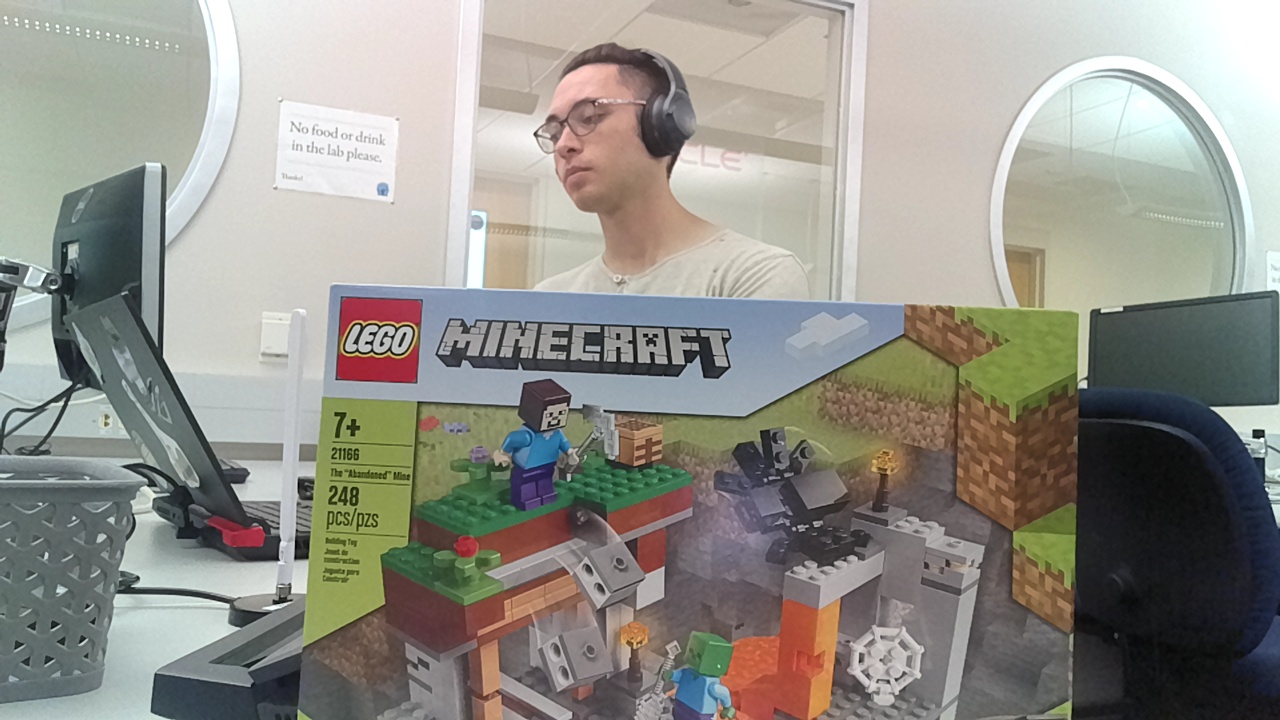 No food or drink
in the lab please.
Thanks!
CLE
LEGO
MINECRAFT
7+
21166
The "Abandoned" Mine
248
pcs/pzs
Building Toy
Jouet de
construction
Juguete para
Construir